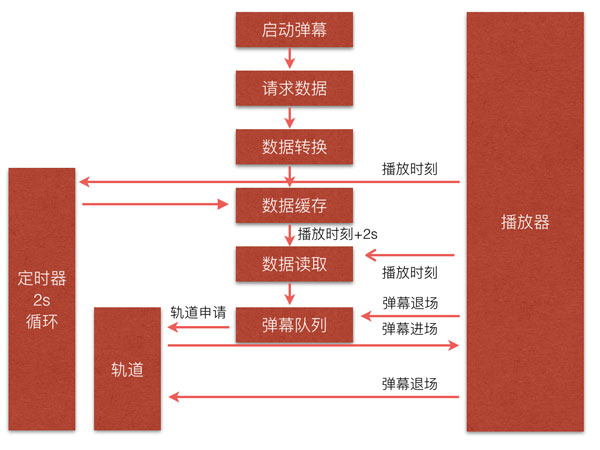 启动弹幕
请求数据
数据转换
播放时刻
数据缓存
播放器
播放时刻+2s
数据读取
播放时刻
定时器
2s
循环
弹幕退场
轨道申请
弹幕队列
弹幕进场
轨道
弹幕退场